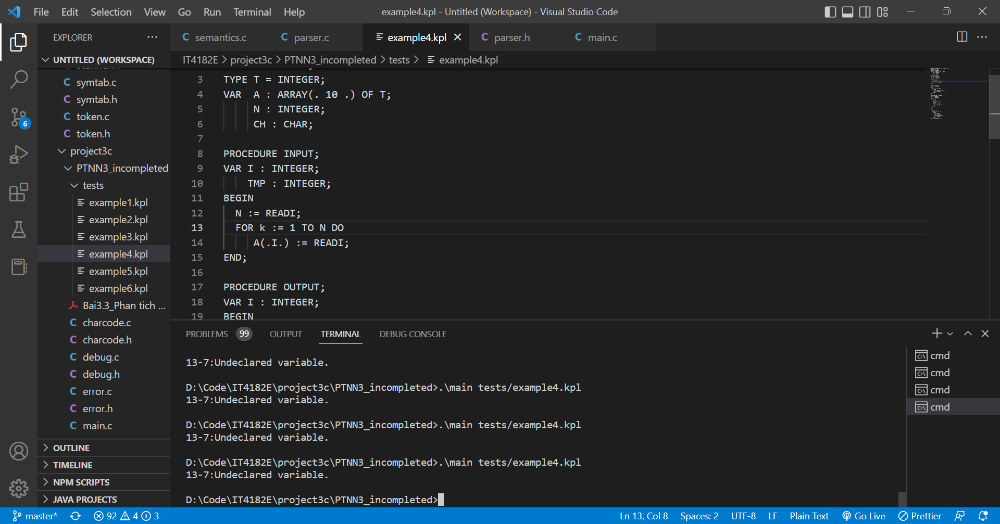 File Edit Selection View Go Run Terminal Help
example4.kpl - Untitled (Workspace) - Visual Studio Code
EXPLORER
UNTITLED (WORKSPACE)
symtab.c
symtab.h
token.c
token.h
project3c
PTNN3_incompleted
tests
example1.kpl
example2.kpl
example3.kpl
example4.kpl
example5.kpl
example6.kpl
Bai3.3_Phan tich ...
charcode.c
charcode.h
debug.c
debug.h
error.c
error.h
main.c
OUTLINE
TIMELINE
NPM SCRIPTS
JAVA PROJECTS
6
semantics.c parser.c example4.kpl parser.h main.c
IT4182E > project3c > PTNN3_incompleted > tests > example4.kpl
3 TYPE T = INTEGER;
4 VAR A : ARRAY(. 10 .) OF T;
5 N : INTEGER;
6 CH : CHAR;
7
8 PROCEDURE INPUT;
9 VAR I : INTEGER;
10 TMP : INTEGER;
11 BEGIN
12 N := READI;
13 FOR k := 1 TO N DO
14 A(.I.) := READI;
15 END;
16
17 PROCEDURE OUTPUT;
18 VAR I : INTEGER;
19 BEGIN
PROBLEMS 99 OUTPUT TERMINAL DEBUG CONSOLE
13-7:Undeclared variable.
D:\Code\IT4182E\project3c\PTNN3_incompleted>.\main tests/example4.kpl
13-7:Undeclared variable.
D:\Code\IT4182E\project3c\PTNN3_incompleted>.\main tests/example4.kpl
13-7:Undeclared variable.
D:\Code\IT4182E\project3c\PTNN3_incompleted>.\main tests/example4.kpl
13-7:Undeclared variable.
D:\Code\IT4182E\project3c\PTNN3_incompleted>
cmd
cmd
cmd
cmd
master* 92 4 3 Ln 13, Col 8 Spaces: 2 UTF-8 LF Plain Text Go Live Prettier